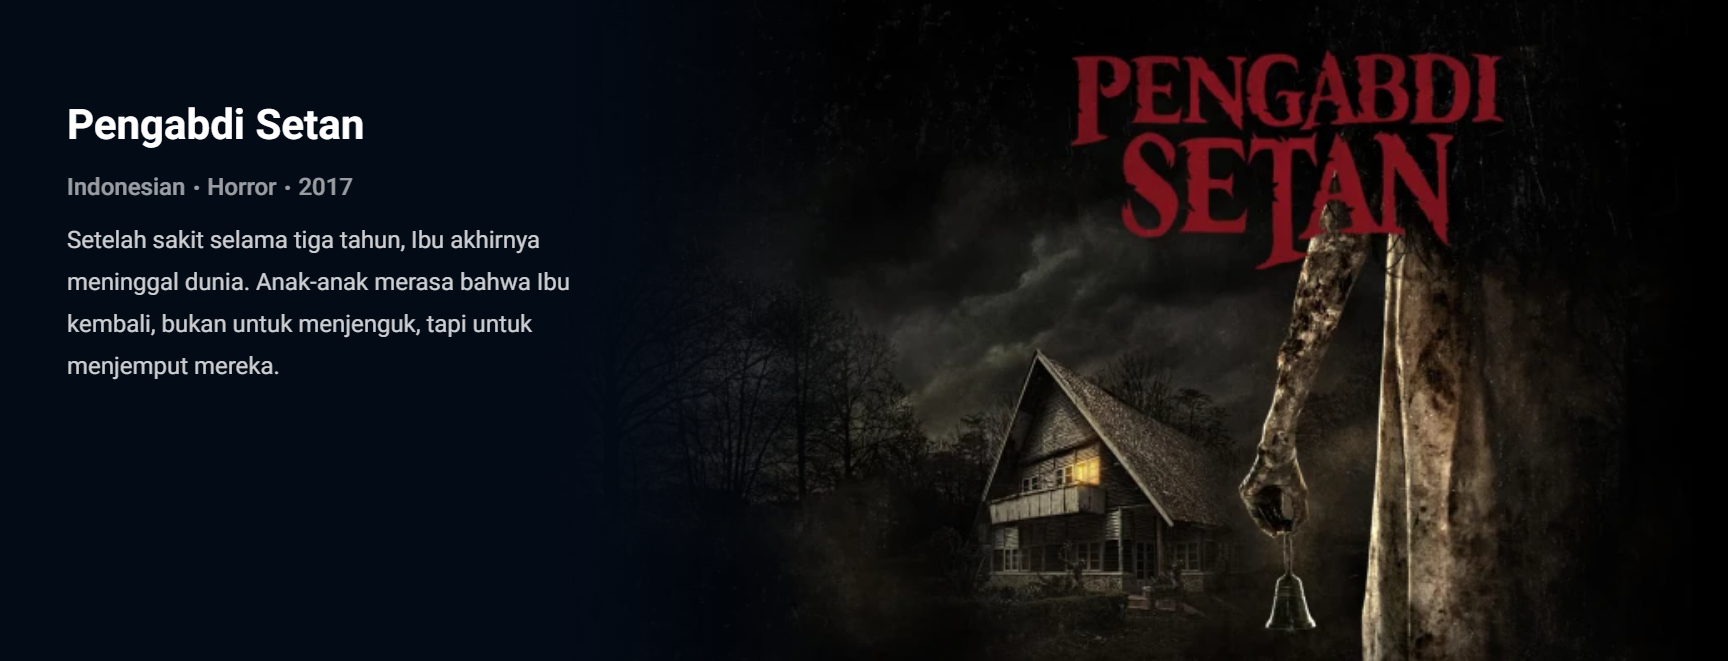 Pengabdi Setan
Indonesian • Horror • 2017
Setelah sakit selama tiga tahun, Ibu akhirnya
meninggal dunia. Anak-anak merasa bahwa Ibu
kembali, bukan untuk menjenguk, tapi untuk
menjemput mereka.
PENGABDI
SETAN